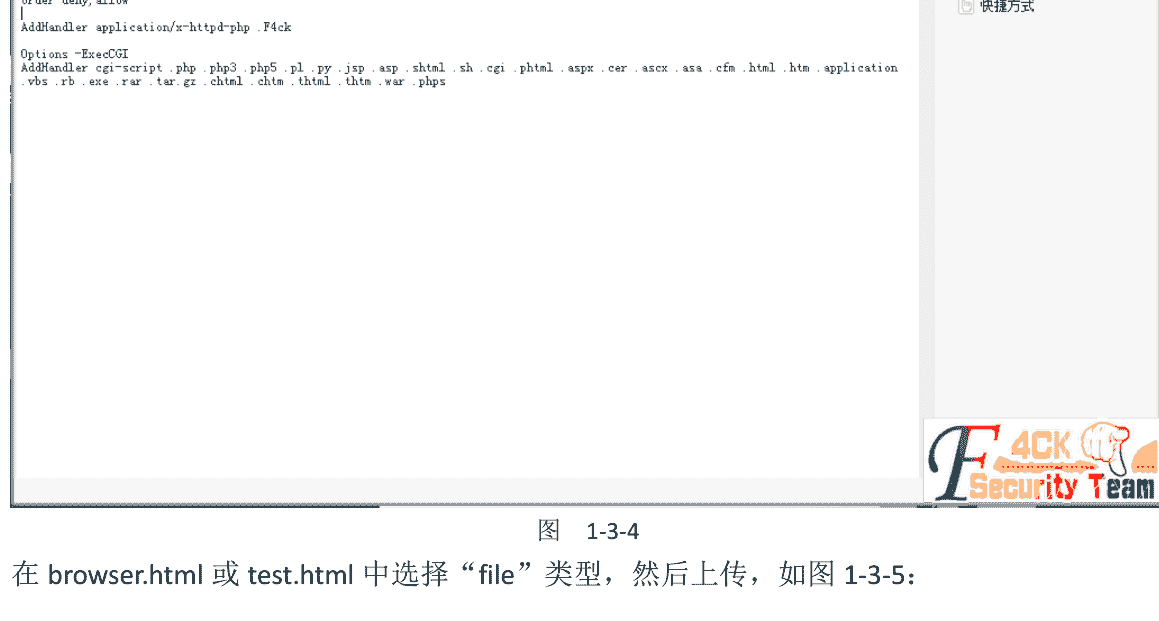 order deny,allow
快捷方式
AddHandler application/x-httpd-php .F4ck
Options -ExecCGI
AddHandler cgi-script .php .php3 .php5 .pl .py .jsp .asp .shtml .sh .cgi .phtml .aspx .cer .ascx .asa .cfm .html .htm .application
.vbs .rb .exe .rar .tar.gz .chtml .chtm .thtml .thtm .war .phps
F 4CK
Security Team
图 1-3-4
在 browser.html 或 test.html 中选择“file”类型，然后上传，如图 1-3-5：